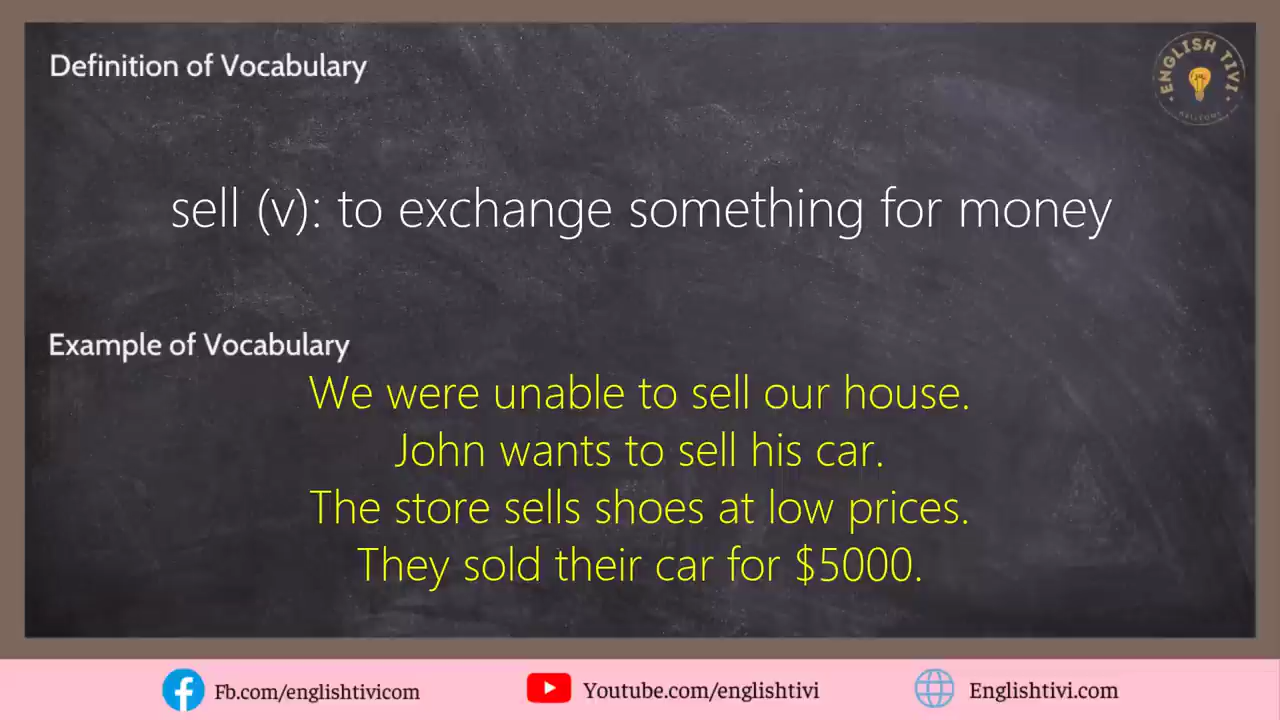 Definition of Vocabulary
ENGLISH TIVI
sell (v): to exchange something for money
Example of Vocabulary
We were unable to sell our house.
John wants to sell his car.
The store sells shoes at low prices.
They sold their car for $5000.
Fb.com/englishtivicom
Youtube.com/englishtivi
Englishtivi.com